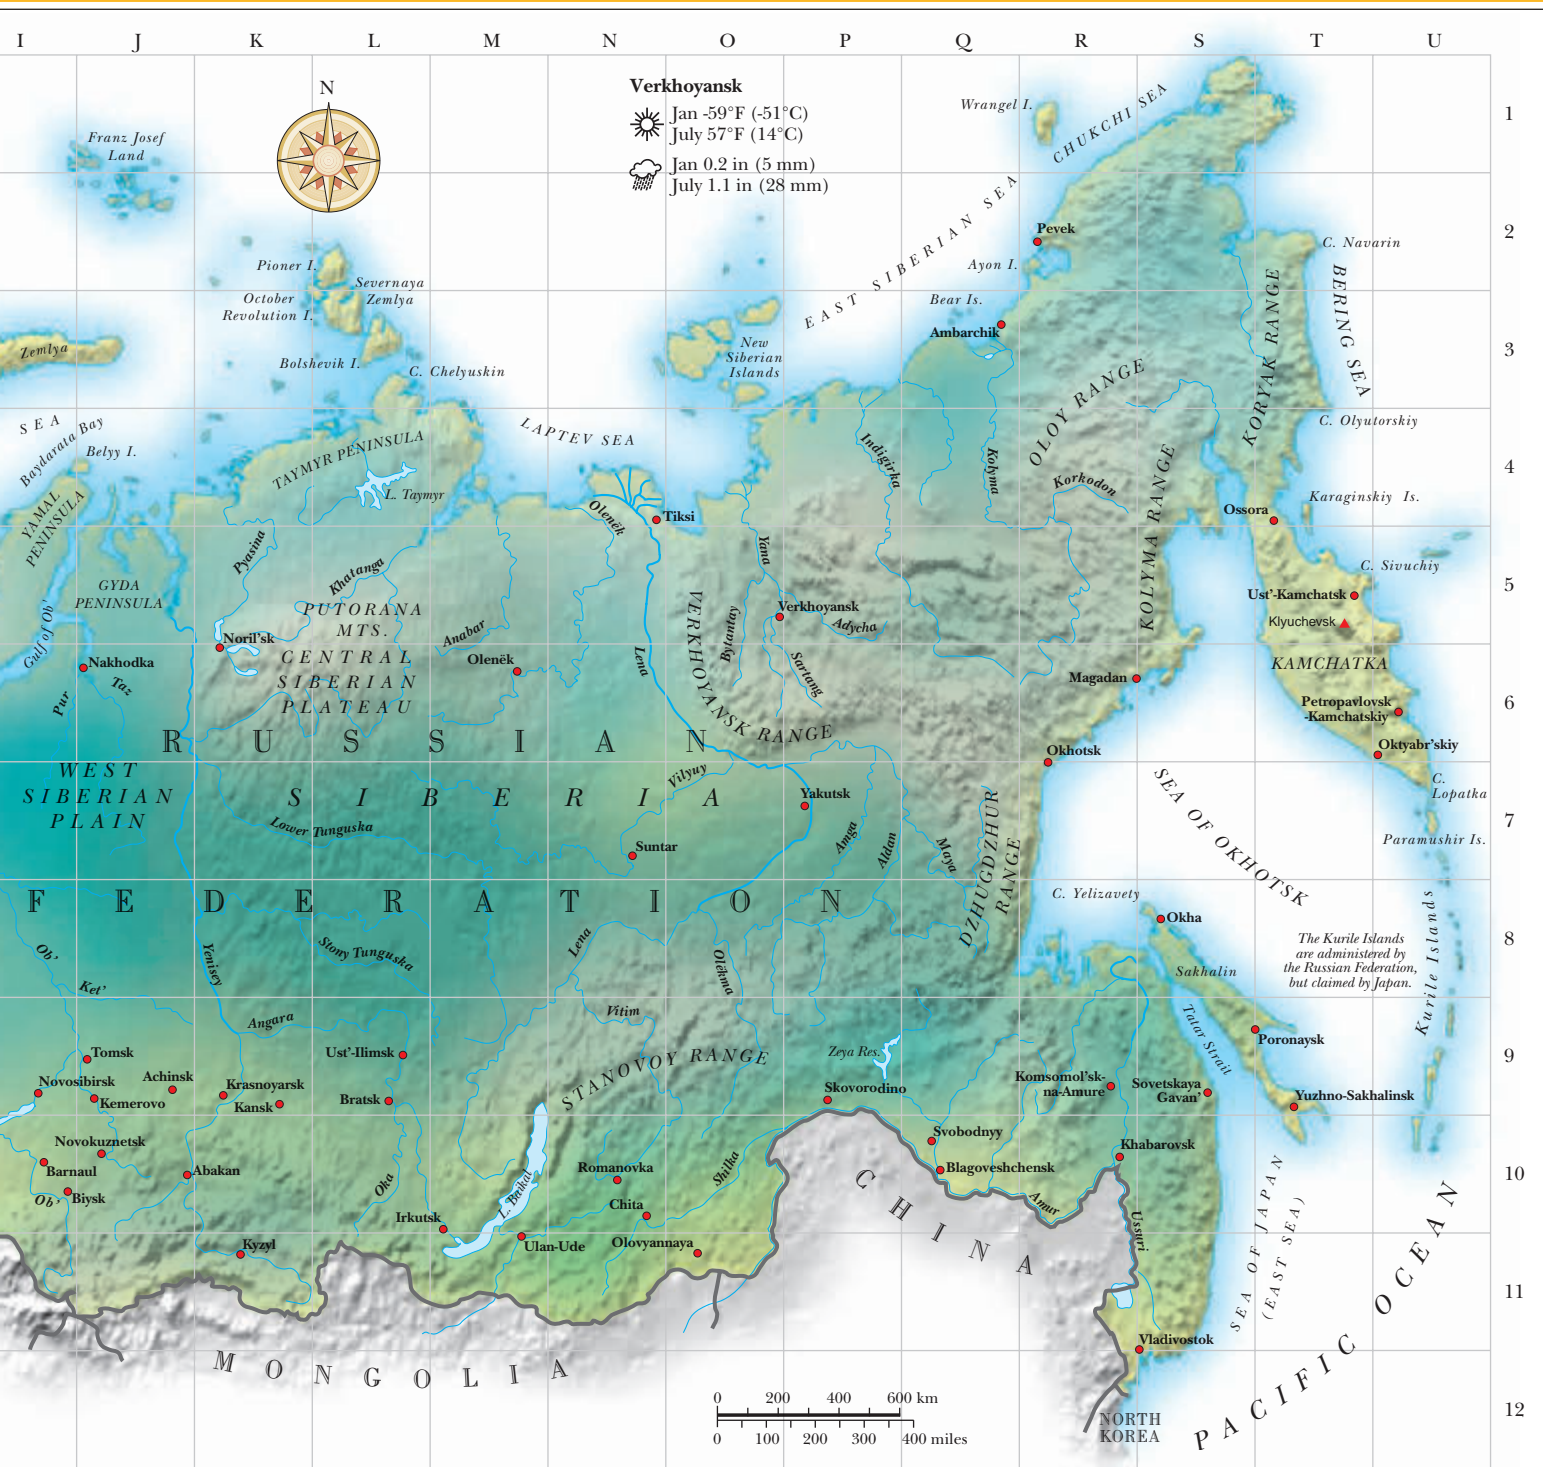 I J K L M N O P Q R S T U
1
2
3
4
5
6
7
8
9
10
11
12
N
Verkhoyansk
Jan -59°F (-51°C)
July 57°F (14°C)
Jan 0.2 in (5 mm)
July 1.1 in (28 mm)
Franz Josef
Land
Wrangel I.
CHUKCHI SEA
Pioner I.
Severnaya
Zemlya
October
Revolution I.
Bolshevik I.
C. Chelyuskin
Zemlya
EAST SIBERIAN SEA
Pevek
Ayon I.
Bear Is.
Ambarchik
New
Siberian
Islands
C. Navarin
BERING SEA
KORYAK RANGE
OLOY RANGE
C. Olyutorskiy
SEA
Baydarata Bay
Belyy I.
YAMAL
PENINSULA
TAYMYR PENINSULA
L. Taymyr
LAPTEV SEA
Indigirka
Kolyma
Korkodon
KOLYMA RANGE
Karaginskiy Is.
Ossora
Olenëk
Tiksi
Pyasina
Khatanga
GYDA
PENINSULA
Gulf of Ob'
PUTORANA
MTS.
Anabar
Yana
Verkhoyansk
Bytantay
Adycha
Sartang
VERKHOYANSK RANGE
Lena
C. Sivuchiy
Ust'-Kamchatsk
Klyuchevsk
KAMCHATKA
Petropavlovsk
-Kamchatskiy
Oktyabr'skiy
C.
Lopatka
Paramushir Is.
Noril'sk
Nakhodka
Taz
Pur
CENTRAL
SIBERIAN
PLATEAU
Olenëk
Magadan
Okhotsk
RUSSIAN
FEDERATION
SIBERIA
WEST
SIBERIAN
PLAIN
Lower Tunguska
Vilyuy
Suntar
Yakutsk
Amga
Aldan
Maya
DZHUGDZHUR
RANGE
SEA OF OKHOTSK
C. Yelizavety
Okha
Sakhalin
The Kurile Islands
are administered by
the Russian Federation,
but claimed by Japan.
Kurile Islands
Ob'
Ket'
Yenisey
Stony Tunguska
Lena
Olëkma
Angara
Vitim
Ust'-Ilimsk
STANOVOY RANGE
Zeya Res.
Skovorodino
Tatar Strait
Poronaysk
Tomsk
Novosibirsk
Kemerovo
Achinsk
Krasnoyarsk
Kansk
Bratsk
Komsomol'sk-
na-Amure
Sovetskaya
Gavan'
Yuzhno-Sakhalinsk
Novokuznetsk
Barnaul
Ob'
Biysk
Abakan
Oka
L. Baikal
Romanovka
Chita
Shilka
Svobodnyy
Blagoveshchensk
Khabarovsk
Amur
Ussuri
Irkutsk
Ulan-Ude
Olovyannaya
Kyzyl
CHINA
MONGOLIA
SEA OF JAPAN
(EAST SEA)
Vladivostok
NORTH
KOREA
PACIFIC OCEAN
0 200 400 600 km
0 100 200 300 400 miles